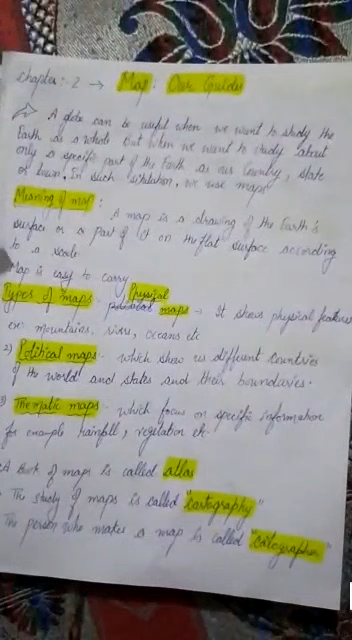 Chapter:- 2 → Map: Our Guide
A globe can be useful when we want to study the
Earth as a whole But when we want to study about
only a specific part of the Earth as our Country, state
or town. In such situation, we use map
Meaning of map:
A map is a drawing of the Earth's
surface or a part of it on the flat surface according
to a scale
Map is easy to carry
Types of maps: Physical
maps → It shows physical features
mountains, rivers, oceans etc
2) Political maps:- which show us different countries
of the world and states and their boundaries.
Thematic maps:- which focus on specific information
for example rainfall, vegetation etc
A Book of maps is called atlas
The study of maps is called "cartography"
The person who makes a map is called "catographer"